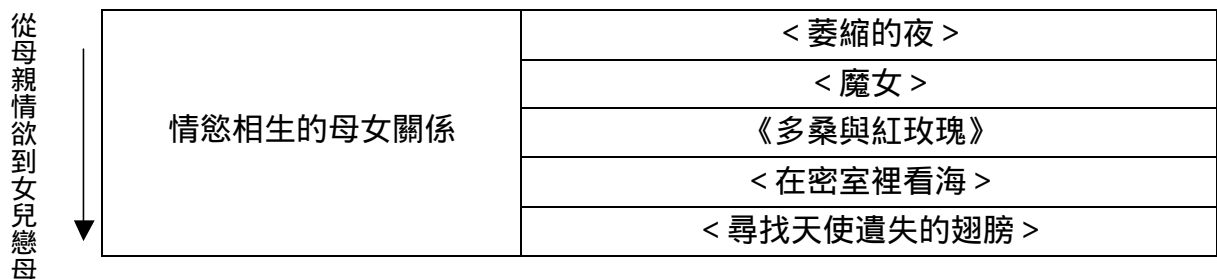 從母親情欲到女兒戀母
情慾相生的母女關係
<萎縮的夜>
<魔女>
《多桑與紅玫瑰》
<在密室裡看海>
<尋找天使遺失的翅膀>